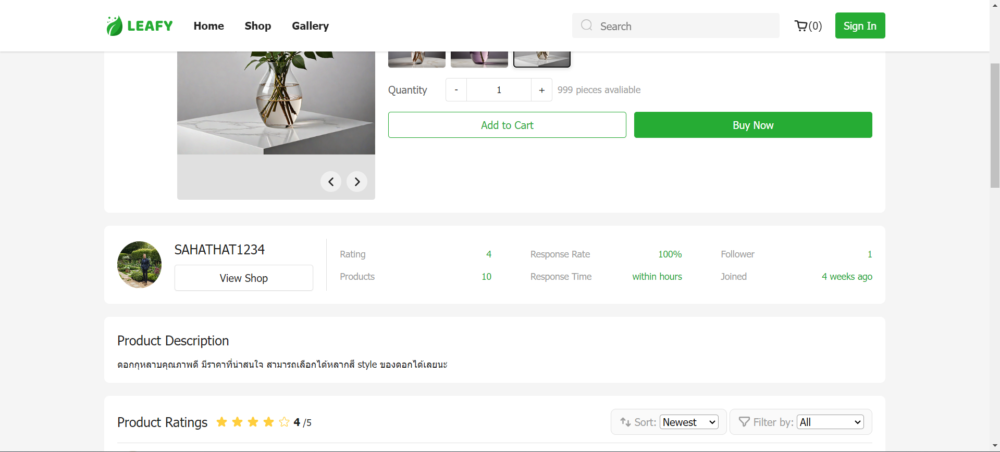 LEAFY Home Shop Gallery Search (0) Sign In
Quantity - 1 + 999 pieces avaliable
Add to Cart Buy Now
SAHATHAT1234
View Shop
Rating 4 Response Rate 100% Follower 1
Products 10 Response Time within hours Joined 4 weeks ago
Product Description
ดอกกุหลาบคุณภาพดี มีราคาที่น่าสนใจ สามารถเลือกได้หลากสี style ของดอกได้เลยนะ
Product Ratings 4 /5 Sort: Newest Filter by: All